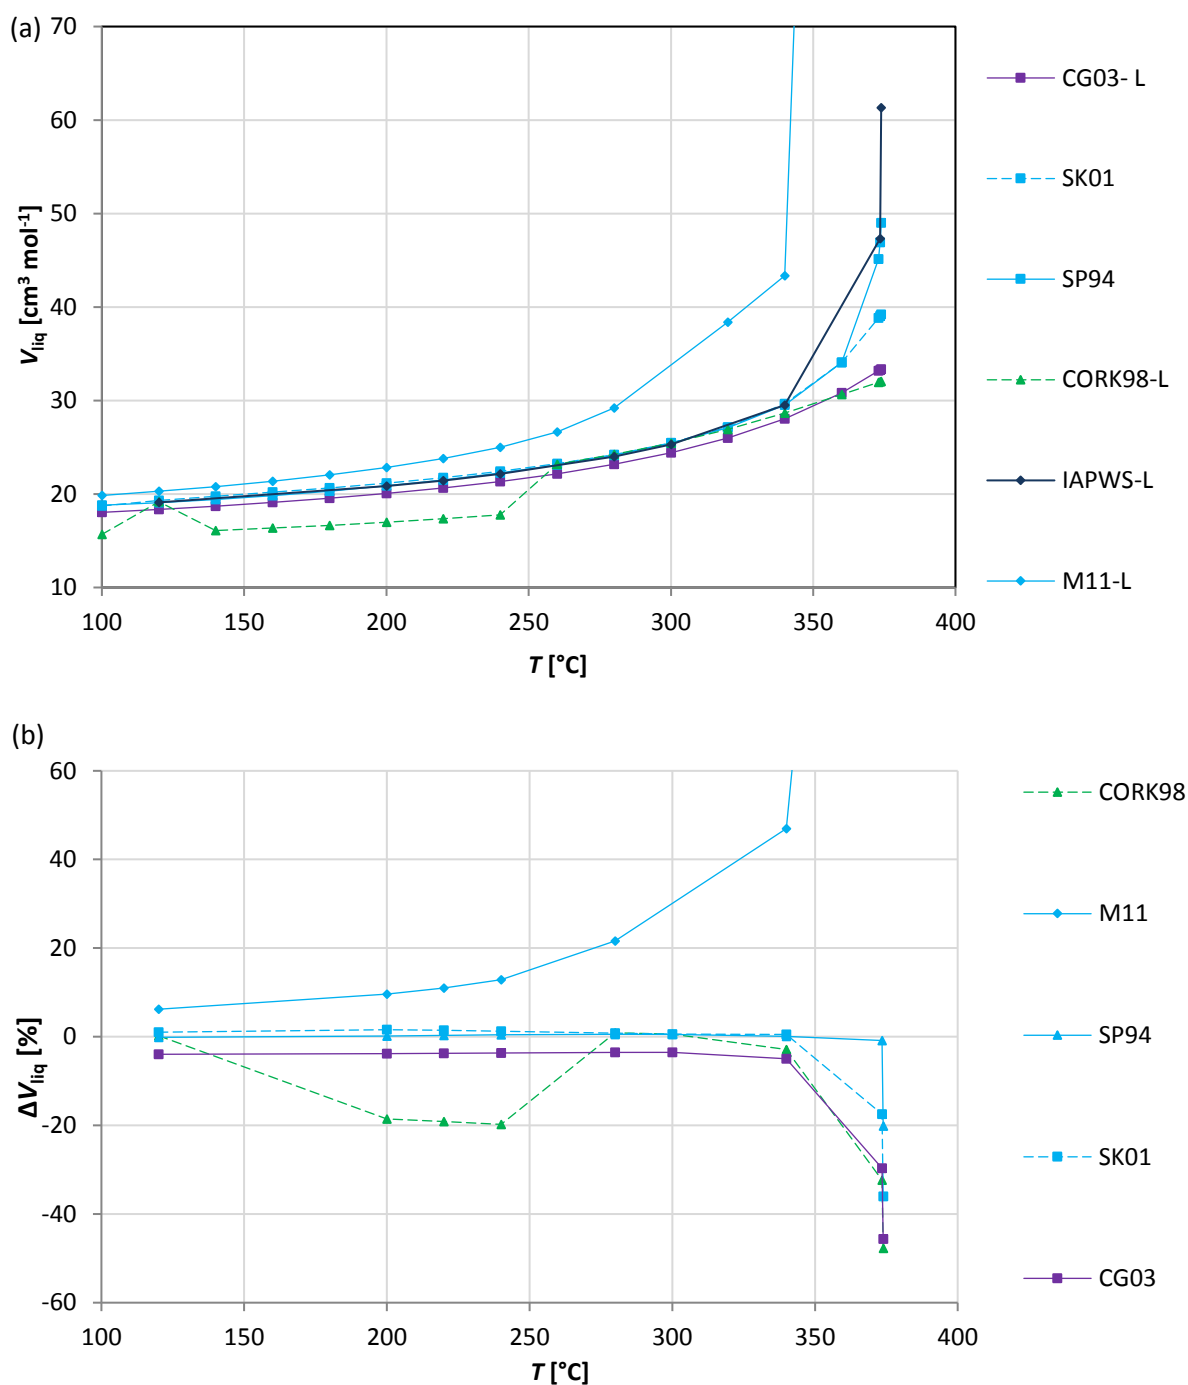 (a)
70
60
50
40
30
20
10
V_liq [cm³ mol⁻¹]
100 150 200 250 300 350 400
T [°C]
CG03- L
SK01
SP94
CORK98-L
IAPWS-L
M11-L
(b)
60
40
20
0
-20
-40
-60
ΔV_liq [%]
100 150 200 250 300 350 400
T [°C]
CORK98
M11
SP94
SK01
CG03